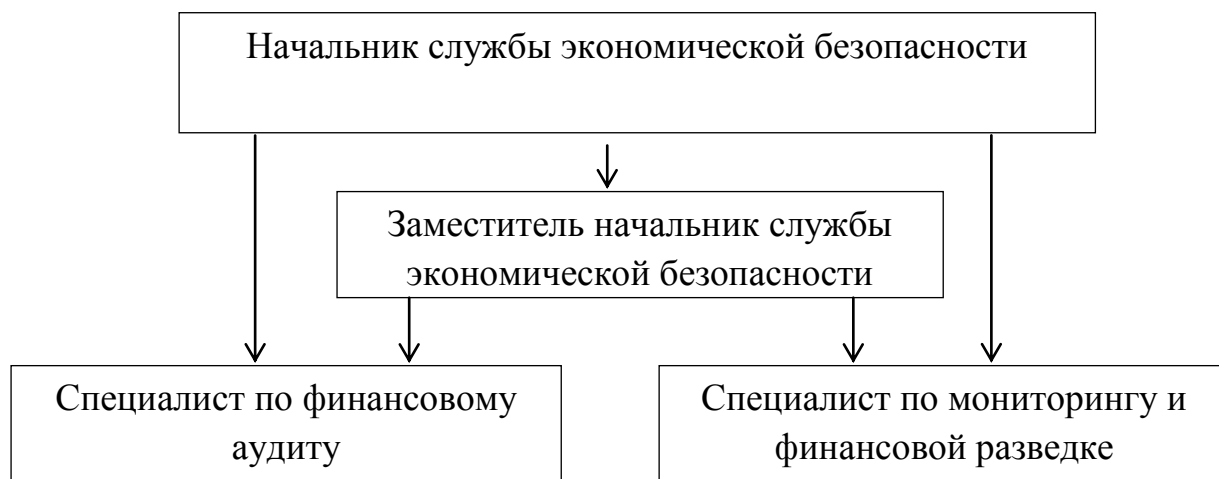 Начальник службы экономической безопасности
Заместитель начальник службы
экономической безопасности
Специалист по финансовому
аудиту
Специалист по мониторингу и
финансовой разведке